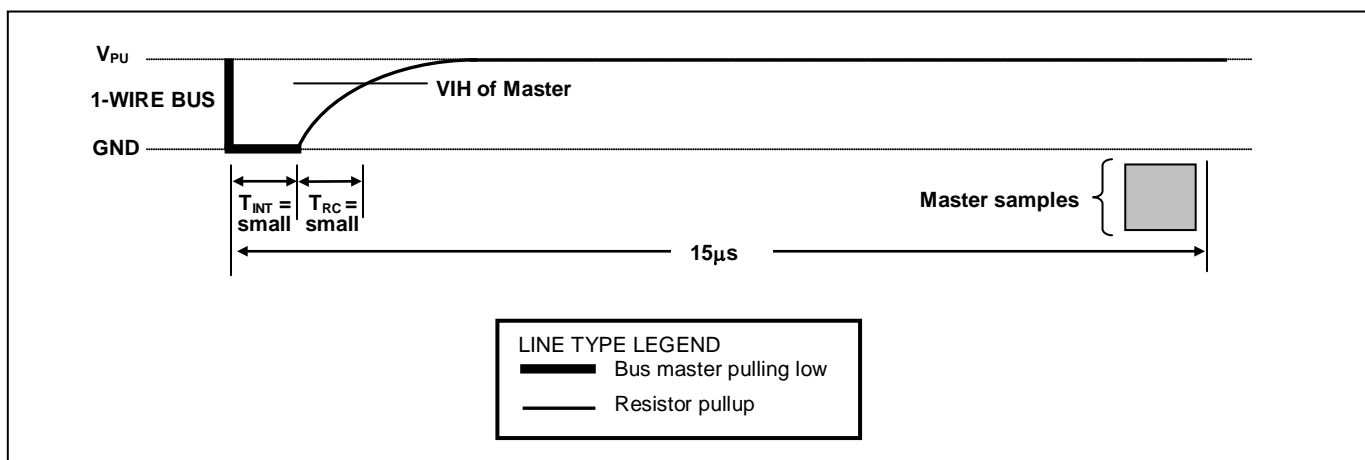 VPU
1-WIRE BUS
VIH of Master
GND
TINT =
small
TRC =
small
Master samples
15μs
LINE TYPE LEGEND
Bus master pulling low
Resistor pullup